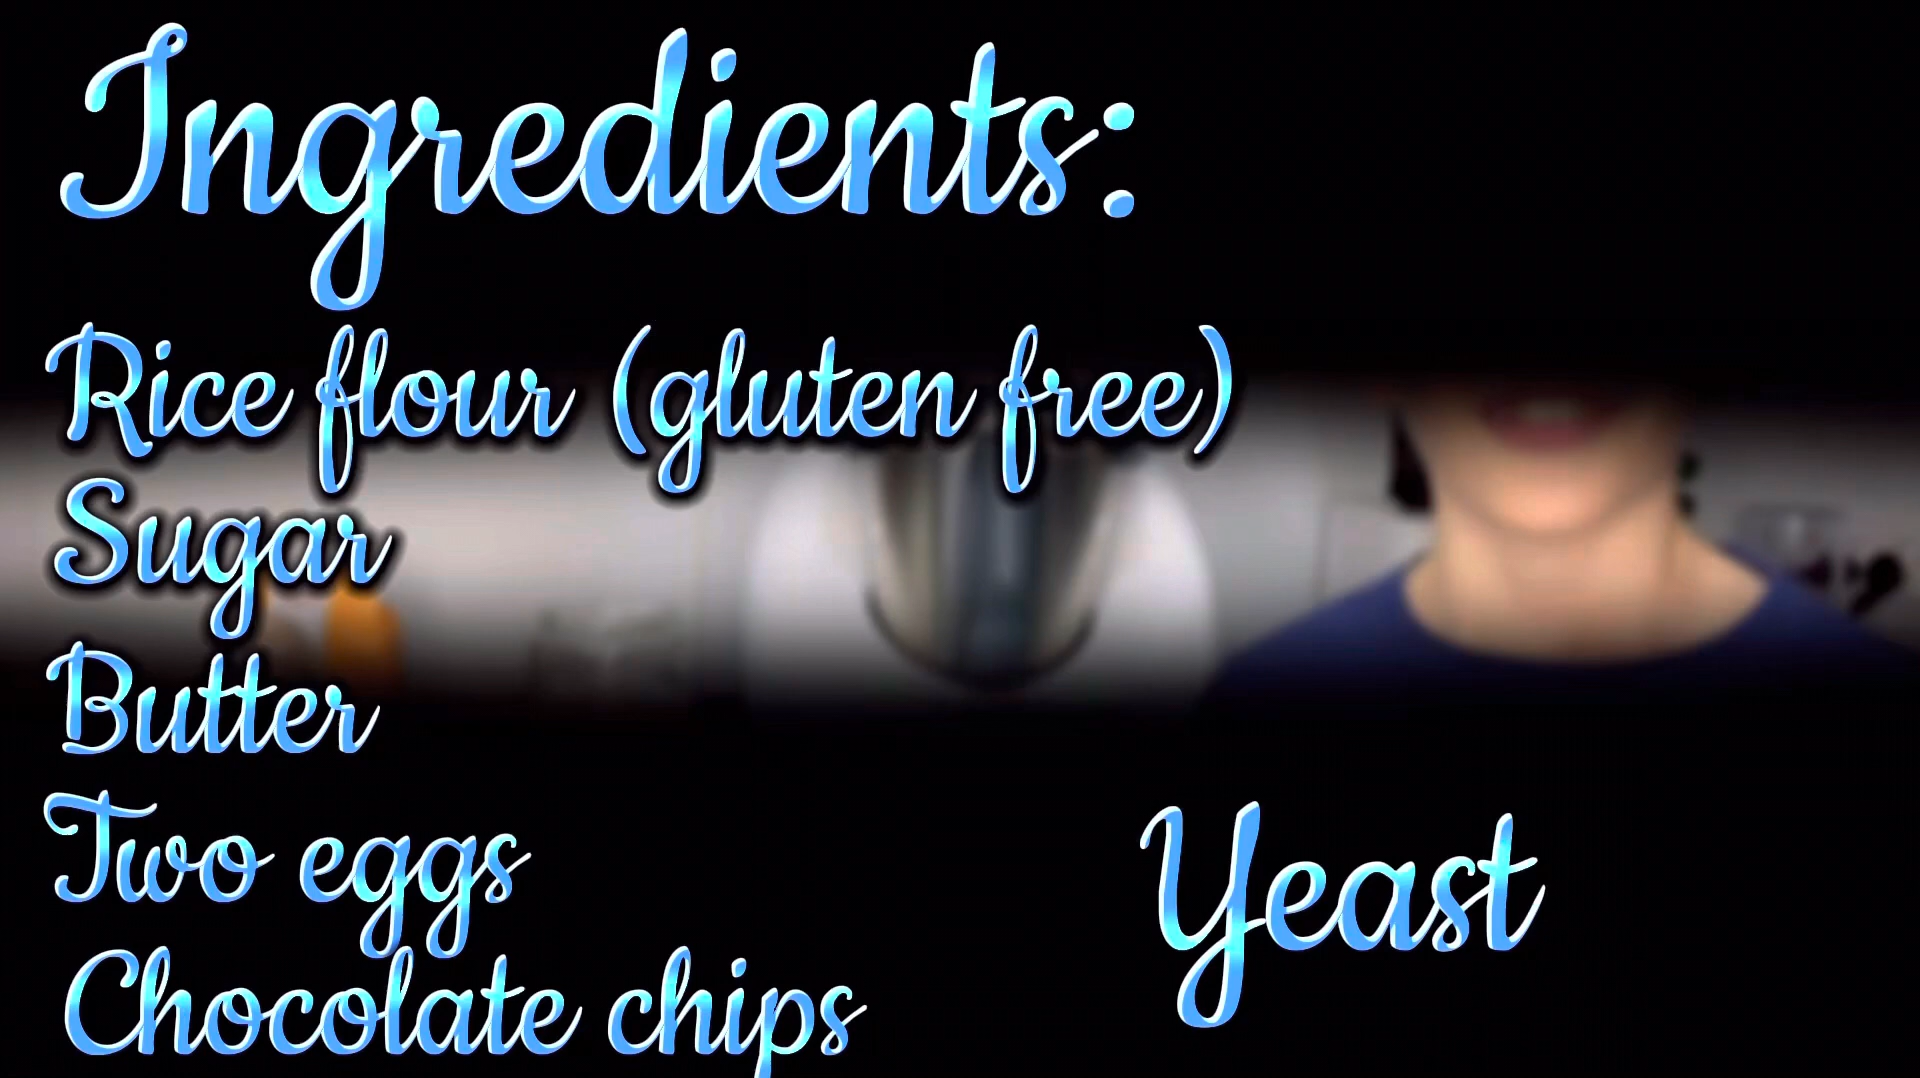 Ingredients:
Rice flour (gluten free)
Sugar
Butter
Two eggs
Chocolate chips
Yeast